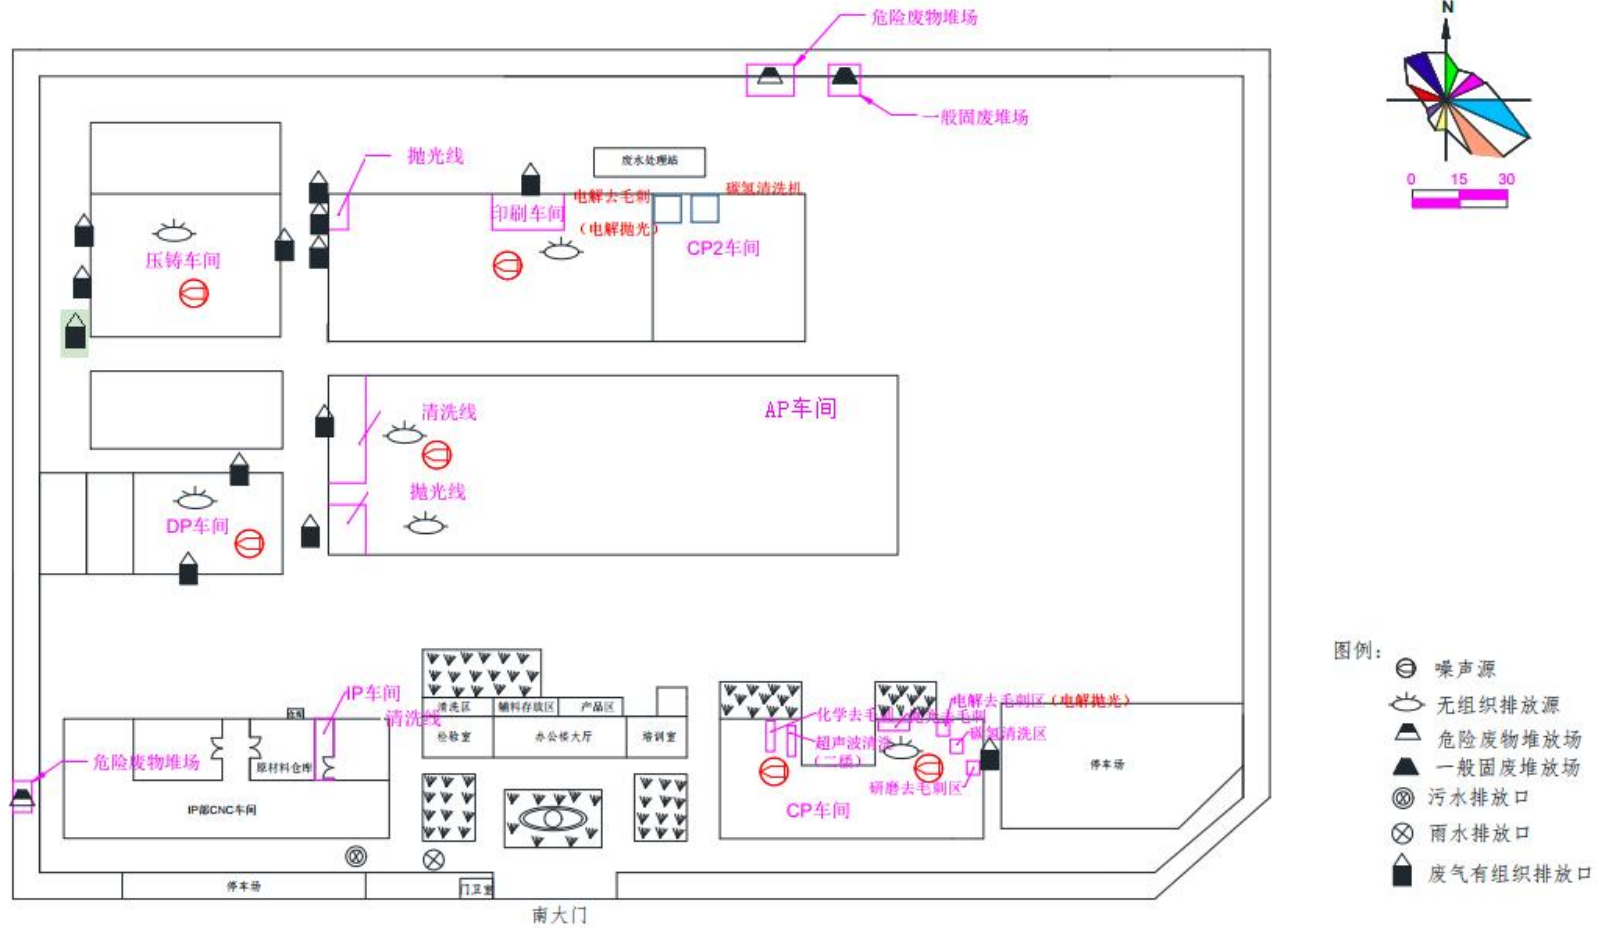 危险废物堆场
N
一般固废堆场
抛光线
废水处理站
0 15 30
电解去毛刺
碳氢清洗机
印刷车间
(电解抛光)
CP2车间
压铸车间
AP车间
清洗线
抛光线
DP车间
图例:
噪声源
无组织排放源
危险废物堆放场
一般固废堆放场
污水排放口
雨水排放口
废气有组织排放口
IP车间
清洗线
清洗区
辅料存放区
产品区
检验室
办公楼大厅
培训室
化学去毛刺
电解去毛刺区(电解抛光)
超声波清洗
碳氢清洗区
停车场
危险废物堆场
原材料仓库
研磨去毛刺区
IP部CNC车间
CP车间
停车场
门卫室
南大门